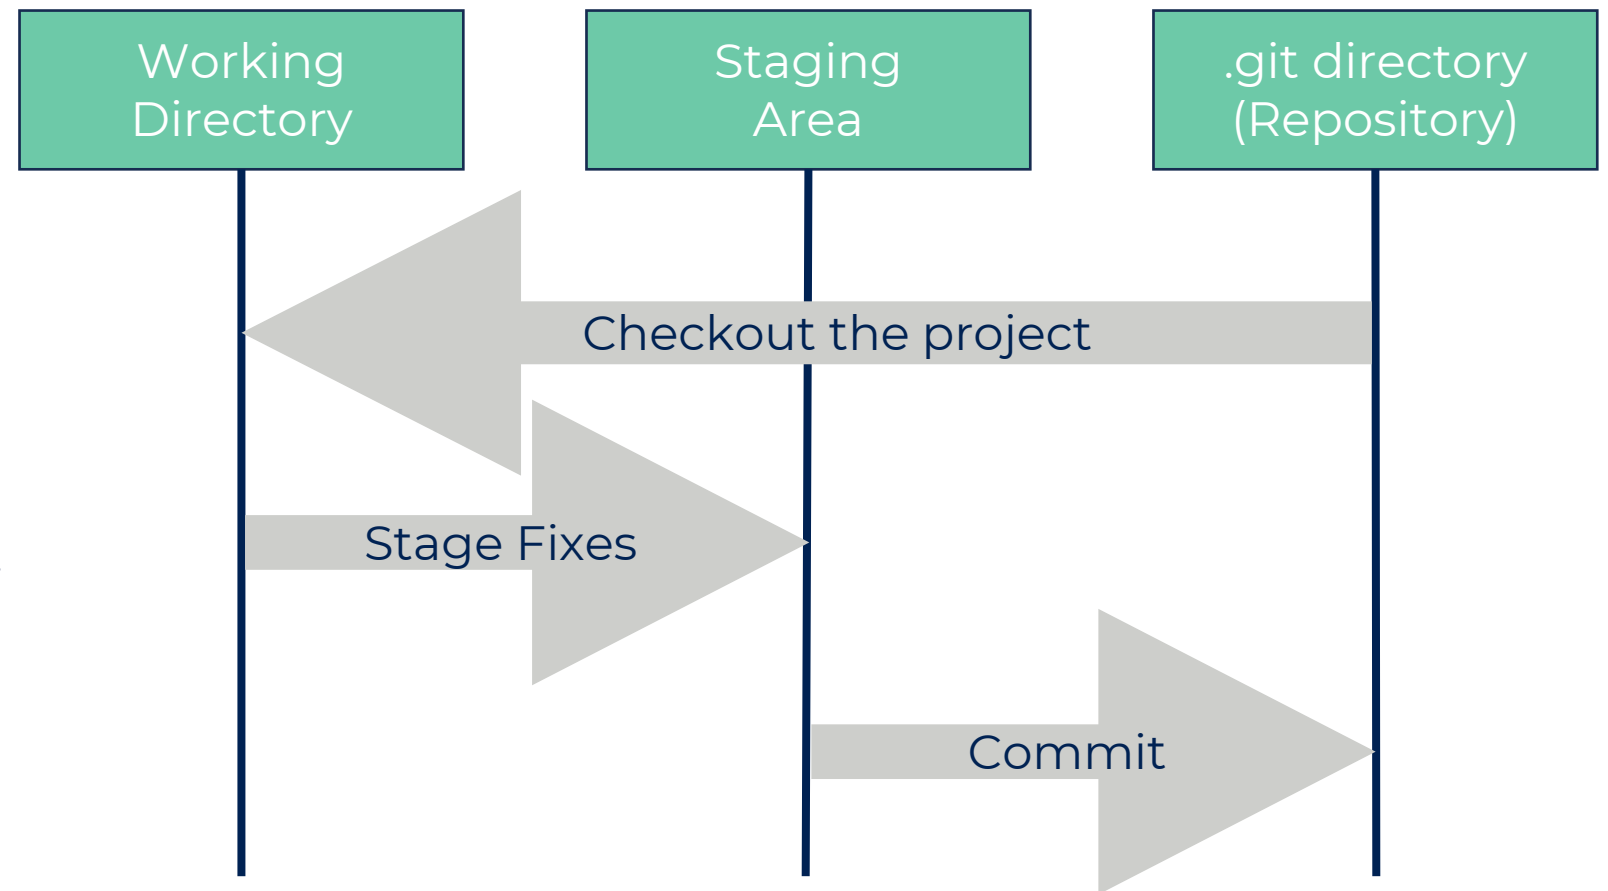 Working
Directory
Staging
Area
.git directory
(Repository)
Checkout the project
Stage Fixes
Commit